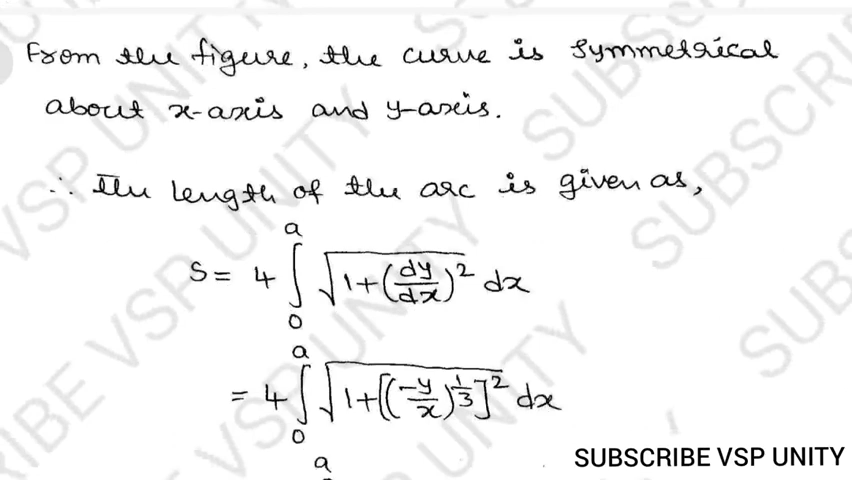 From the figure, the curve is symmetrical
about x-axis and y-axis.
∴ The length of the arc is given as,
S = 4 ∫₀ᵃ √(1+(dy/dx)²) dx
= 4 ∫₀ᵃ √(1+[(-y/x)^(1/3)]²) dx
a
SUBSCRIBE VSP UNITY